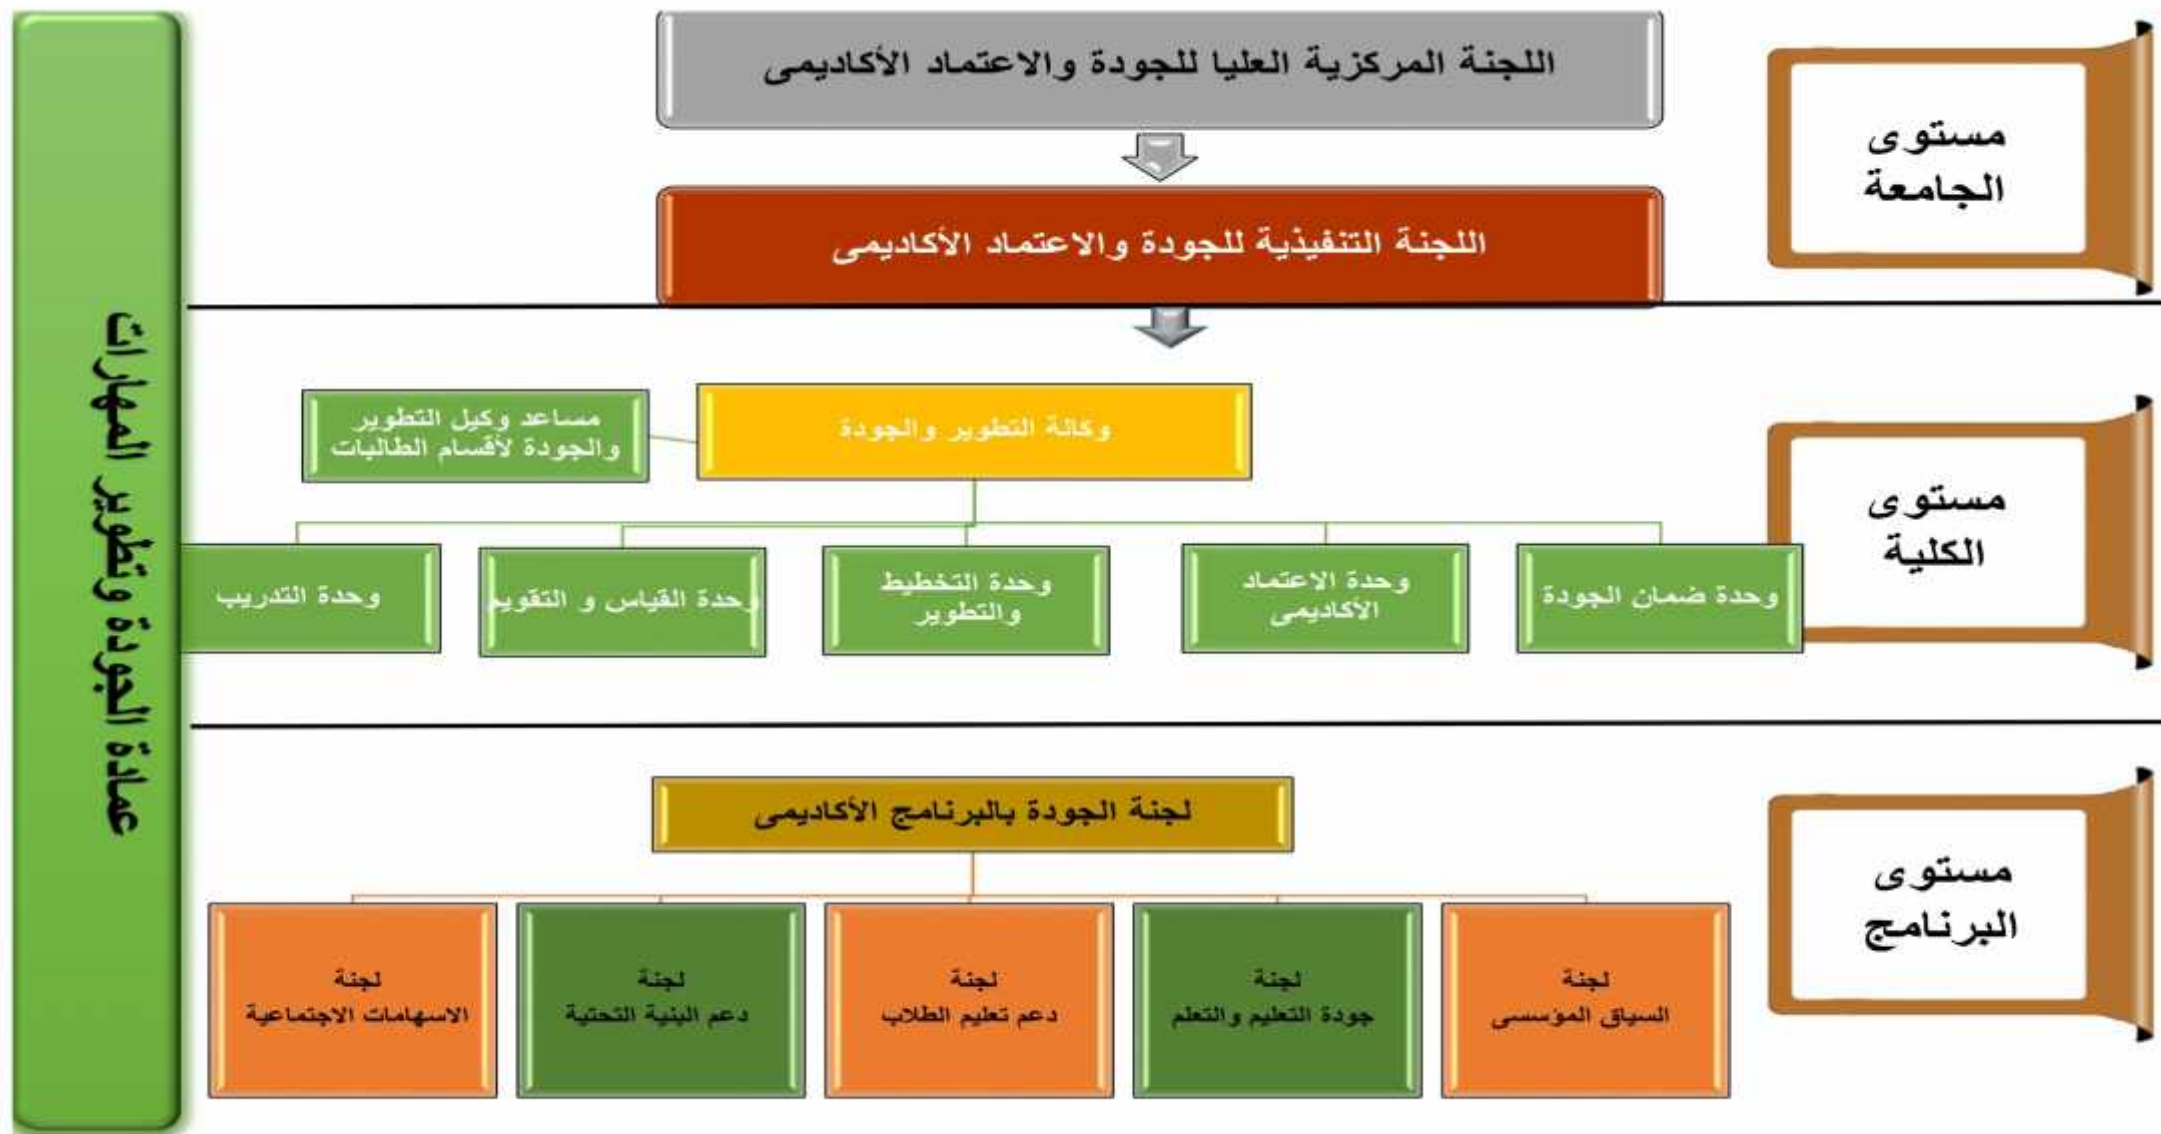 اللجنة المركزية العليا للجودة والاعتماد الأكاديمى
مستوى
الجامعة
اللجنة التنفيذية للجودة والاعتماد الأكاديمى
وكالة التطوير والجودة
مساعد وكيل التطوير
والجودة لأقسام الطالبات
مستوى
الكلية
وحدة ضمان الجودة
وحدة الاعتماد
الأكاديمى
وحدة التخطيط
والتطوير
وحدة القياس و التقويم
وحدة التدريب
لجنة الجودة بالبرنامج الأكاديمى
مستوى
البرنامج
لجنة
السياق المؤسسى
لجنة
جودة التعليم والتعلم
لجنة
دعم تعليم الطلاب
لجنة
دعم البنية التحتية
لجنة
الاسهامات الاجتماعية
عمادة الجودة وتطوير المهارات